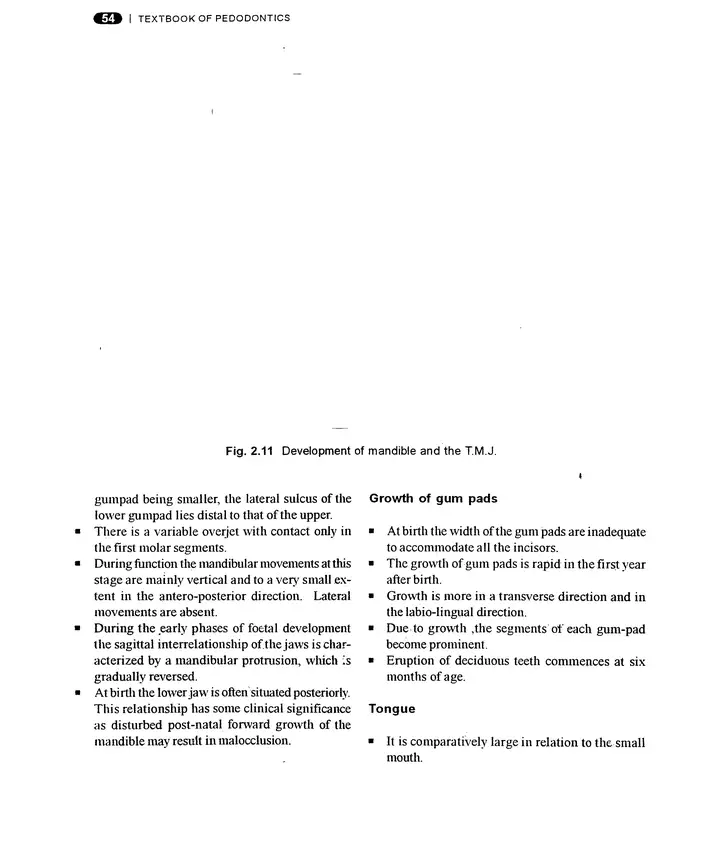 54 | TEXTBOOK OF PEDODONTICS
Fig. 2.11 Development of mandible and the T.M.J.
gumpad being smaller, the lateral sulcus of the
lower gumpad lies distal to that of the upper.
■ There is a variable overjet with contact only in
the first molar segments.
■ During function the mandibular movements at this
stage are mainly vertical and to a very small ex-
tent in the antero-posterior direction. Lateral
movements are absent.
■ During the early phases of foetal development
the sagittal interrelationship of the jaws is char-
acterized by a mandibular protrusion, which is
gradually reversed.
■ At birth the lower jaw is often situated posteriorly.
This relationship has some clinical significance
as disturbed post-natal forward growth of the
mandible may result in malocclusion.
Growth of gum pads
■ At birth the width of the gum pads are inadequate
to accommodate all the incisors.
■ The growth of gum pads is rapid in the first year
after birth.
■ Growth is more in a transverse direction and in
the labio-lingual direction.
■ Due to growth ,the segments of each gum-pad
become prominent.
■ Eruption of deciduous teeth commences at six
months of age.
Tongue
■ It is comparatively large in relation to the small
mouth.